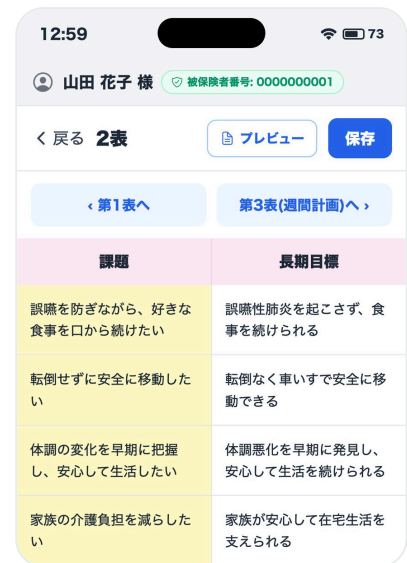 12:59
73
山田 花子 様
被保険者番号: 0000000001
戻る 2表
プレビュー
保存
‹ 第1表へ
第3表(週間計画)へ ›
課題
長期目標
誤嚥を防ぎながら、好きな
食事を口から続けたい
誤嚥性肺炎を起こさず、食
事を続けられる
転倒せずに安全に移動した
い
転倒なく車いすで安全に移
動できる
体調の変化を早期に把握
し、安心して生活したい
体調悪化を早期に発見し、
安心して生活を続けられる
家族の介護負担を減らした
い
家族が安心して在宅生活を
支えられる